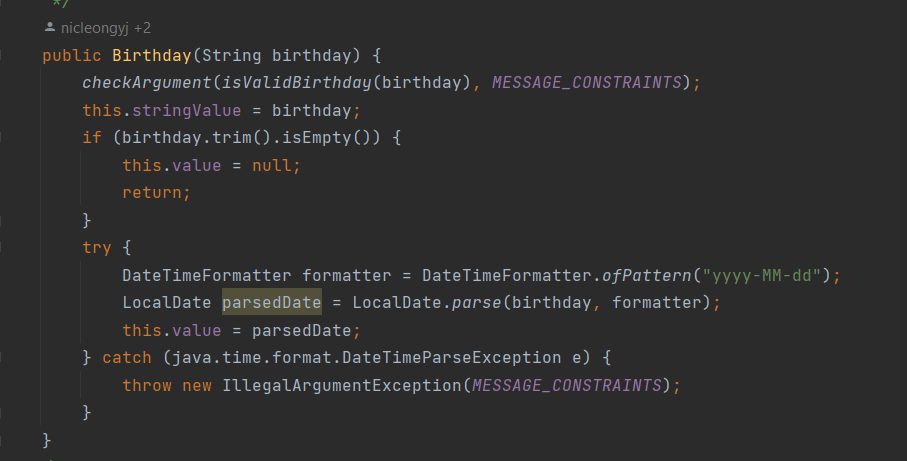 */
nicleongyj +2
public Birthday(String birthday) {
checkArgument(isValidBirthday(birthday), MESSAGE_CONSTRAINTS);
this.stringValue = birthday;
if (birthday.trim().isEmpty()) {
this.value = null;
return;
}
try {
DateTimeFormatter formatter = DateTimeFormatter.ofPattern("yyyy-MM-dd");
LocalDate parsedDate = LocalDate.parse(birthday, formatter);
this.value = parsedDate;
} catch (java.time.format.DateTimeParseException e) {
throw new IllegalArgumentException(MESSAGE_CONSTRAINTS);
}
}